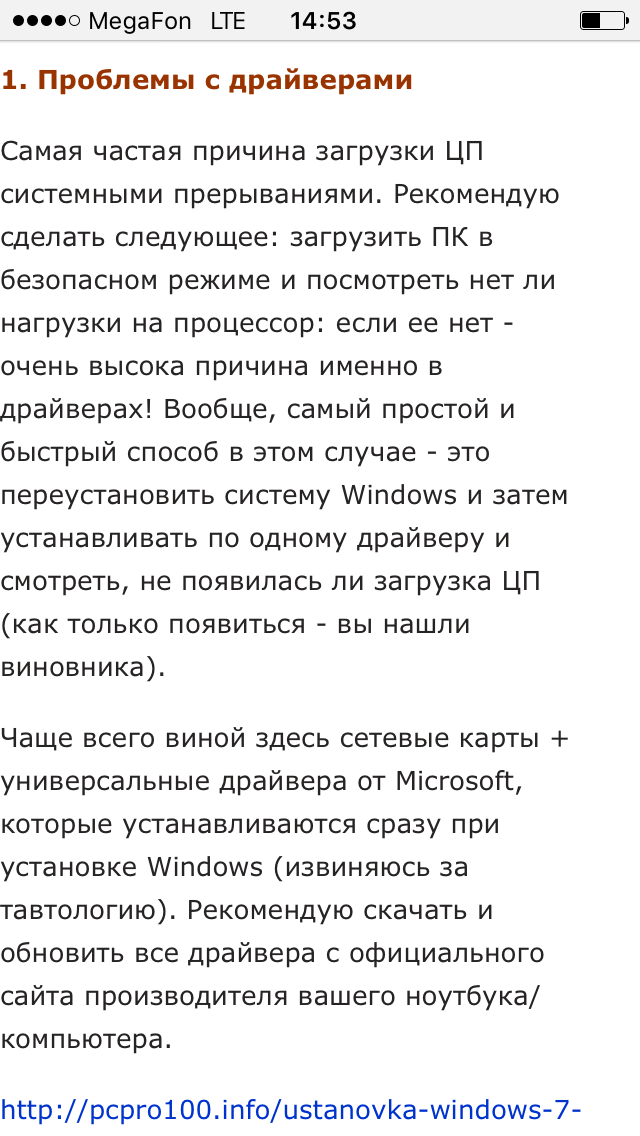 MegaFon LTE 14:53
1. Проблемы с драйверами
Самая частая причина загрузки ЦП
системными прерываниями. Рекомендую
сделать следующее: загрузить ПК в
безопасном режиме и посмотреть нет ли
нагрузки на процессор: если ее нет -
очень высока причина именно в
драйверах! Вообще, самый простой и
быстрый способ в этом случае - это
переустановить систему Windows и затем
устанавливать по одному драйверу и
смотреть, не появилась ли загрузка ЦП
(как только появиться - вы нашли
виновника).
Чаще всего виной здесь сетевые карты +
универсальные драйвера от Microsoft,
которые устанавливаются сразу при
установке Windows (извиняюсь за
тавтологию). Рекомендую скачать и
обновить все драйвера с официального
сайта производителя вашего ноутбука/
компьютера.
http://pcpro100.info/ustanovka-windows-7-